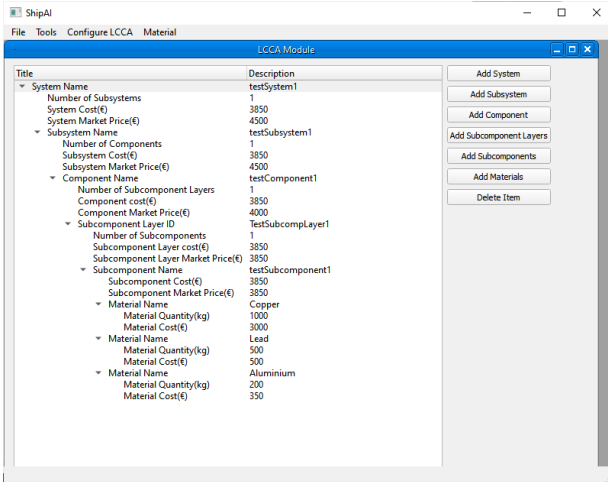 ShipAI
File Tools Configure LCCA Material
LCCA Module
Title Description
System Name testSystem1
Number of Subsystems 1
System Cost(€) 3850
System Market Price(€) 4500
Subsystem Name testSubsystem1
Number of Components 1
Subsystem Cost(€) 3850
Subsystem Market Price(€) 4500
Component Name testComponent1
Number of Subcomponent Layers 1
Component cost(€) 3850
Component Market Price(€) 4000
Subcomponent Layer ID TestSubcompLayer1
Number of Subcomponents 1
Subcomponent Layer cost(€) 3850
Subcomponent Layer Market Price(€) 3850
Subcomponent Name testSubcomponent1
Subcomponent Cost(€) 3850
Subcomponent Market Price(€) 3850
Material Name Copper
Material Quantity(kg) 1000
Material Cost(€) 3000
Material Name Lead
Material Quantity(kg) 500
Material Cost(€) 500
Material Name Aluminium
Material Quantity(kg) 200
Material Cost(€) 350
Add System
Add Subsystem
Add Component
Add Subcomponent Layers
Add Subcomponents
Add Materials
Delete Item